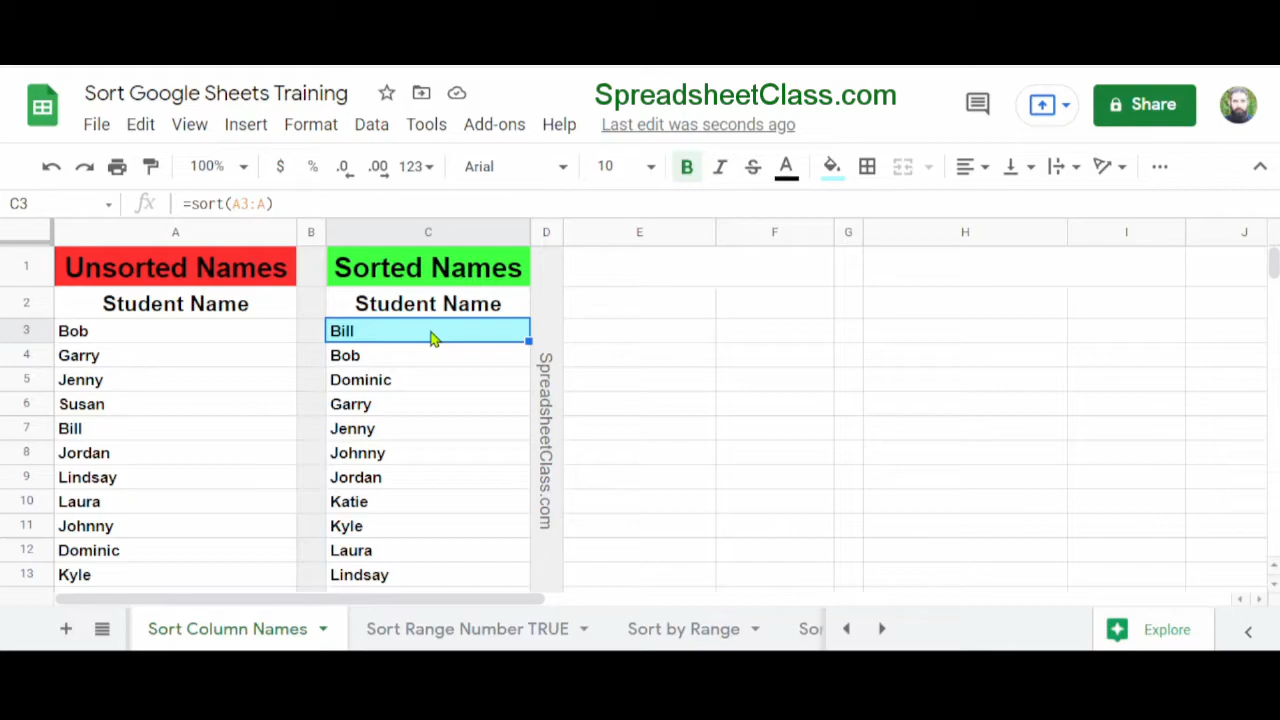 Sort Google Sheets Training
SpreadsheetClass.com
Share
File Edit View Insert Format Data Tools Add-ons Help Last edit was seconds ago
100% $ % .0 .00 123 Arial 10 B I S A
C3 fx =sort(A3:A)
A B C D E F G H I J
1 Unsorted Names Sorted Names
2 Student Name Student Name
3 Bob Bill
4 Garry Bob
5 Jenny Dominic
6 Susan Garry
7 Bill Jenny
8 Jordan Johnny
9 Lindsay Jordan
10 Laura Katie
11 Johnny Kyle
12 Dominic Laura
13 Kyle Lindsay
SpreadsheetClass.com
Sort Column Names Sort Range Number TRUE Sort by Range Explore